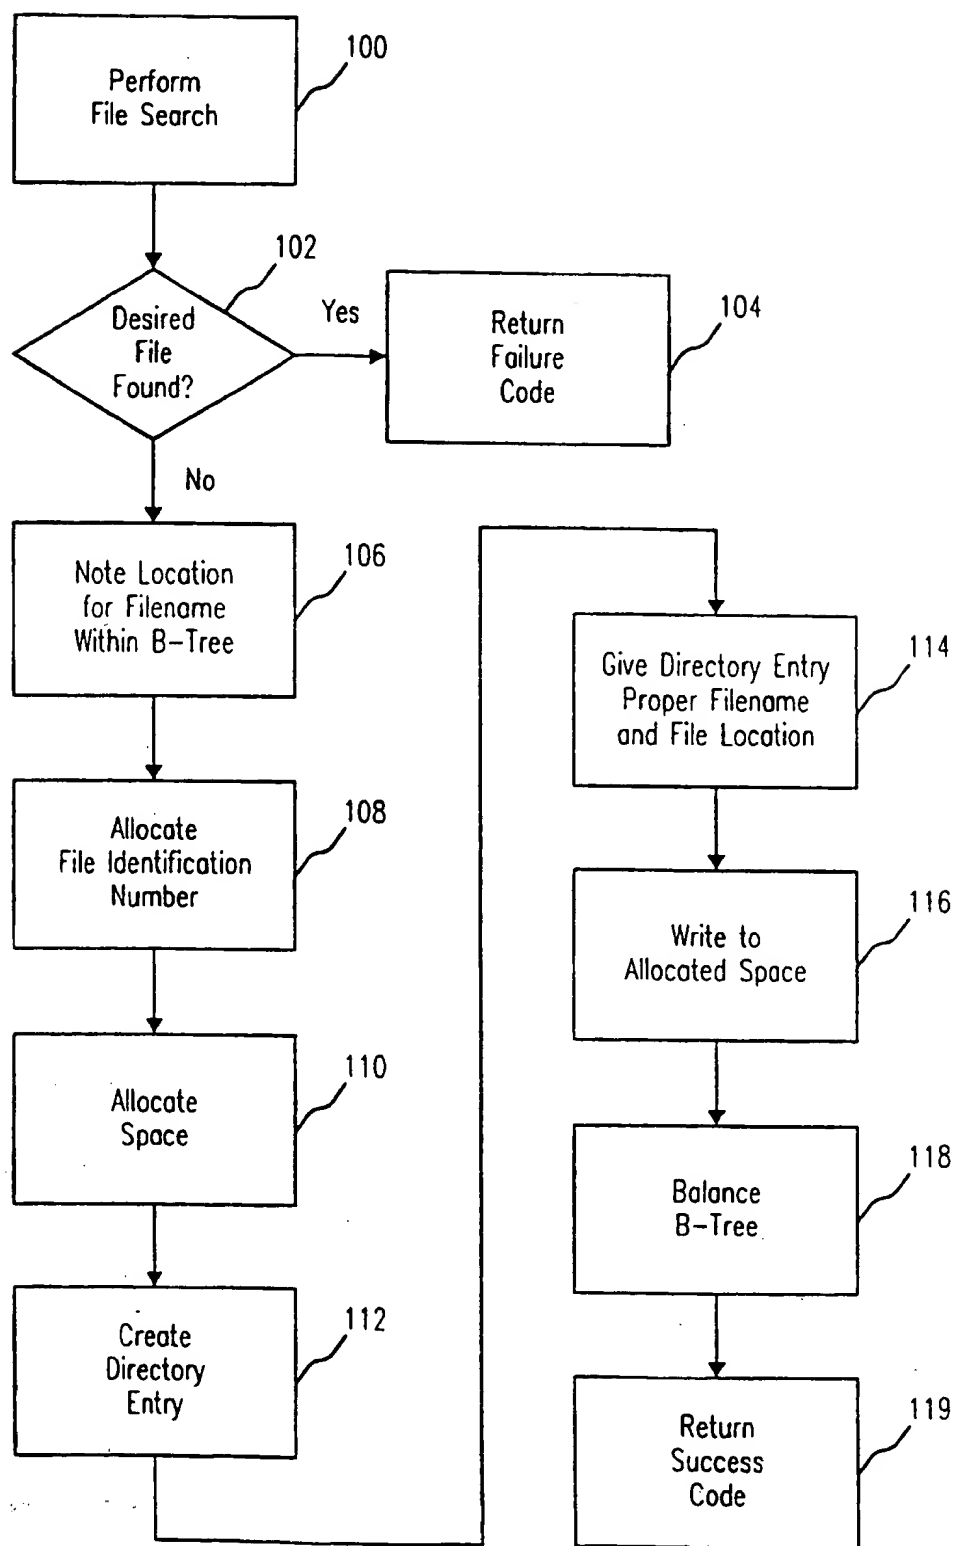 Perform
File Search
100
Desired
File
Found?
102
Yes
Return
Failure
Code
104
No
Note Location
for Filename
Within B-Tree
106
Allocate
File Identification
Number
108
Allocate
Space
110
Create
Directory
Entry
112
Give Directory Entry
Proper Filename
and File Location
114
Write to
Allocated Space
116
Balance
B-Tree
118
Return
Success
Code
119